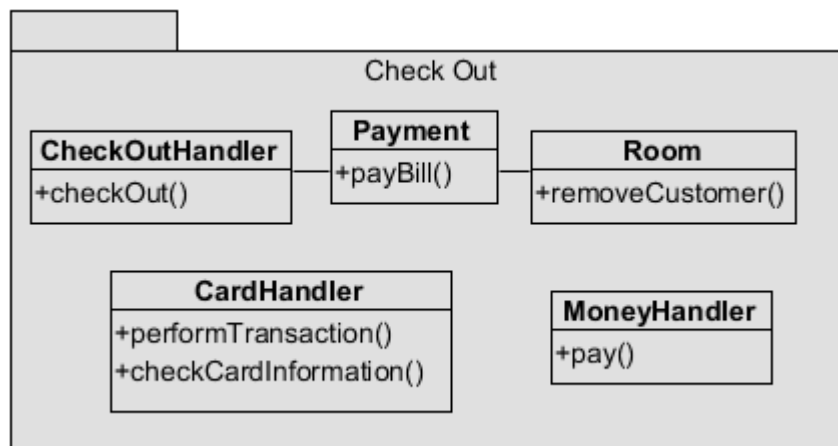 Check Out
CheckOutHandler
+checkOut()
Payment
+payBill()
Room
+removeCustomer()
CardHandler
+performTransaction()
+checkCardInformation()
MoneyHandler
+pay()